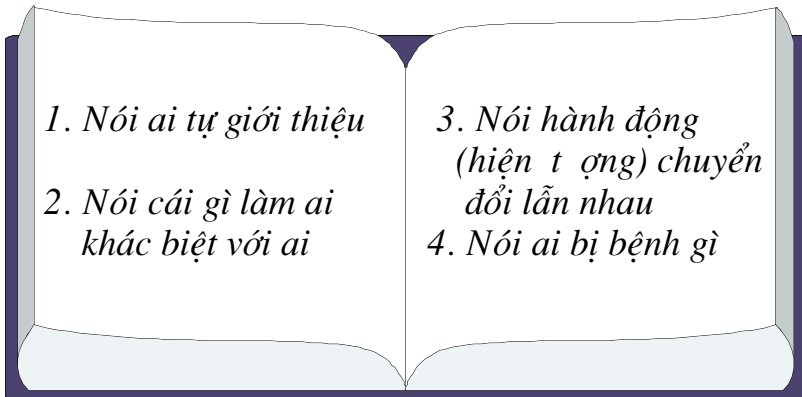 1. Nói ai tự giới thiệu
2. Nói cái gì làm ai
khác biệt với ai
3. Nói hành động
(hiện t ợng) chuyển
đổi lẫn nhau
4. Nói ai bị bệnh gì